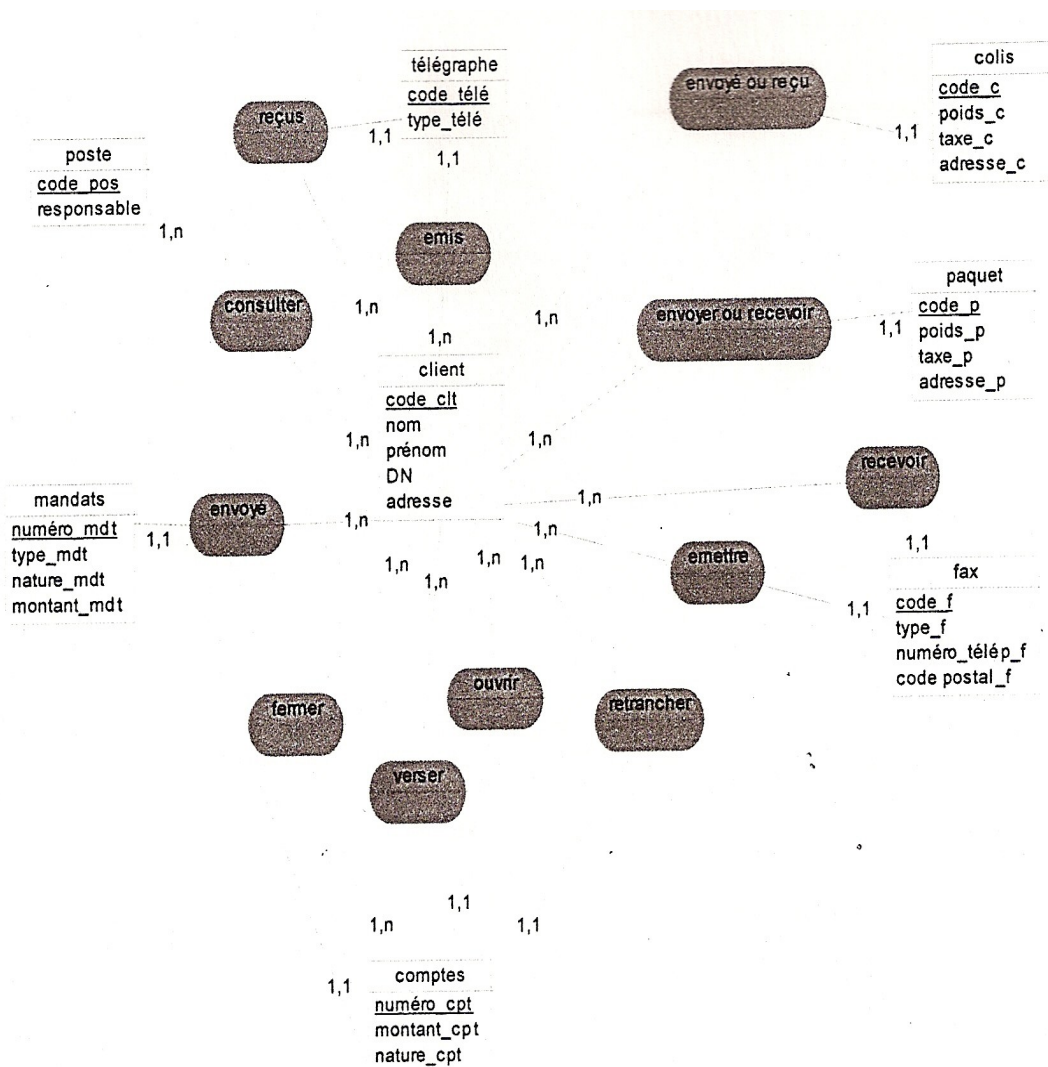 télégraphe
code_télé
type_télé
reçus
1,1
1,1
envoyé ou reçu
colis
code_c
poids_c
taxe_c
adresse_c
1,1
poste
code_pos
responsable
1,n
emis
consulter
1,n
1,n
1,n
envoyer ou recevoir
paquet
code_p
poids_p
taxe_p
adresse_p
1,1
client
code_clt
nom
prénom
DN
adresse
1,n
1,n
mandats
numéro_mdt
type_mdt
nature_mdt
montant_mdt
1,1
envoyé
1,n
1,n
recevoir
1,1
1,n
emettre
1,1
fax
code_f
type_f
numéro_télép_f
code postal_f
1,n
1,n
1,n
1,n
fermer
ouvrir
verser
retrancher
1,n
1,1
1,1
1,1
comptes
numéro_cpt
montant_cpt
nature_cpt